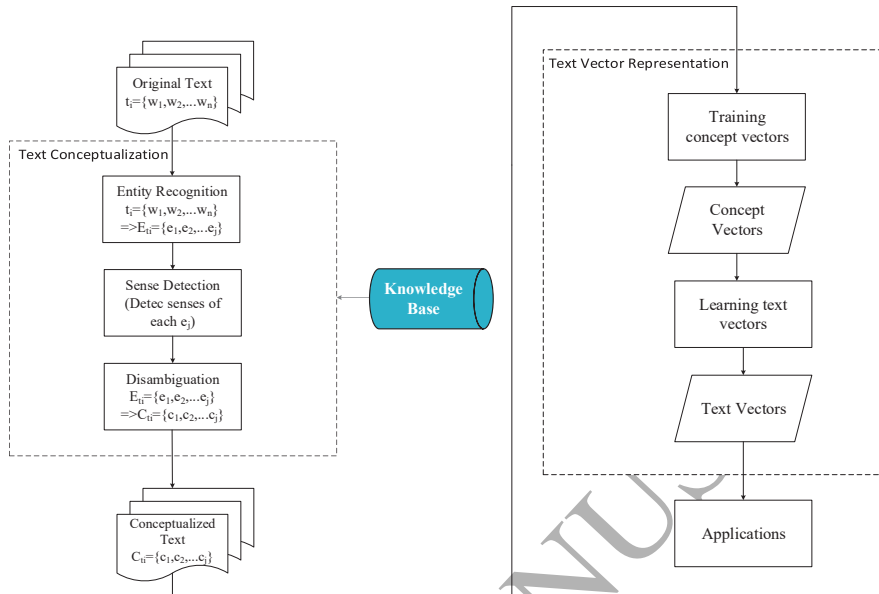 Original Text
tᵢ={w₁,w₂,...wₙ}
Text Conceptualization
Entity Recognition
tᵢ={w₁,w₂,...wₙ}
=>Eₜᵢ={e₁,e₂,...eⱼ}
Sense Detection
(Detec senses of
each eⱼ)
Disambiguation
Eₜᵢ={e₁,e₂,...eⱼ}
=>Cₜᵢ={c₁,c₂,...cⱼ}
Conceptualized
Text
Cₜᵢ={c₁,c₂,...cⱼ}
Knowledge
Base
Text Vector Representation
Training
concept vectors
Concept
Vectors
Learning text
vectors
Text Vectors
Applications